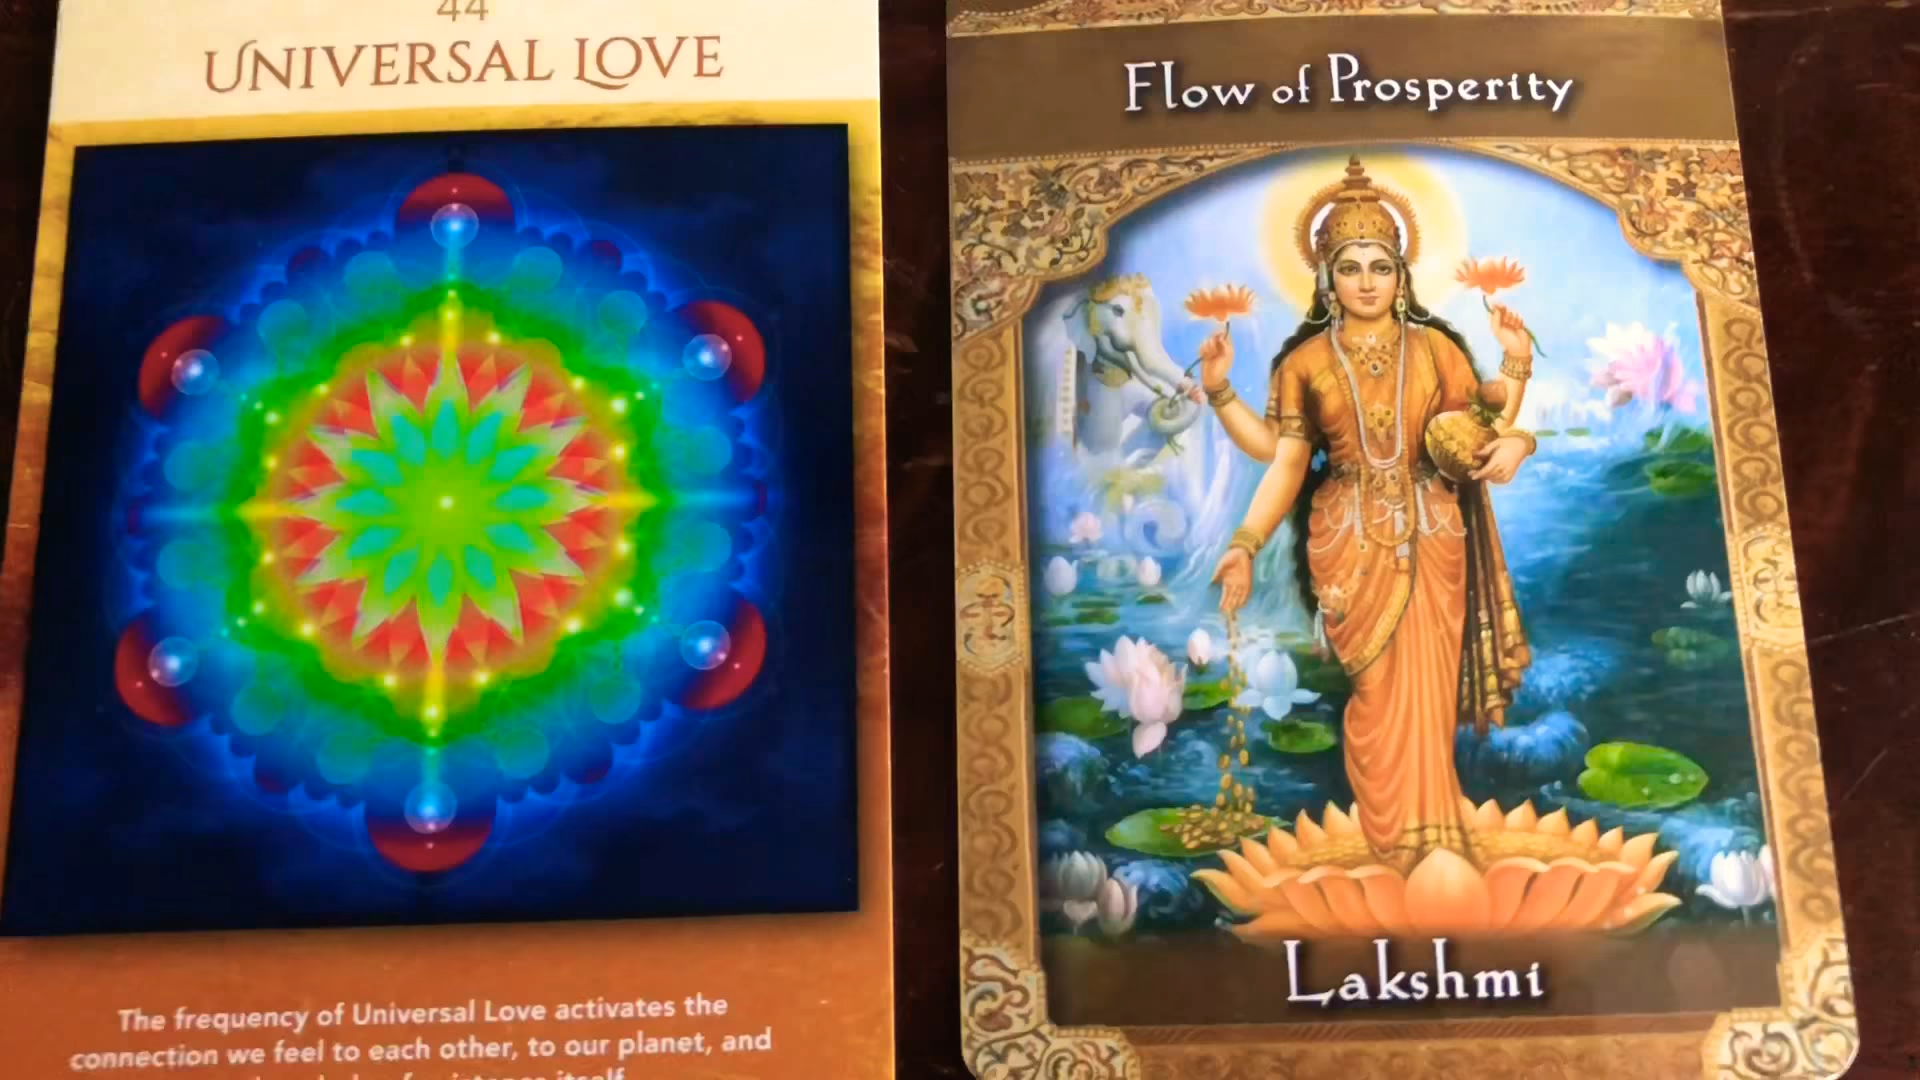 44
UNIVERSAL LOVE
The frequency of Universal Love activates the
connection we feel to each other, to our planet, and
itself.
Flow of Prosperity
Lakshmi